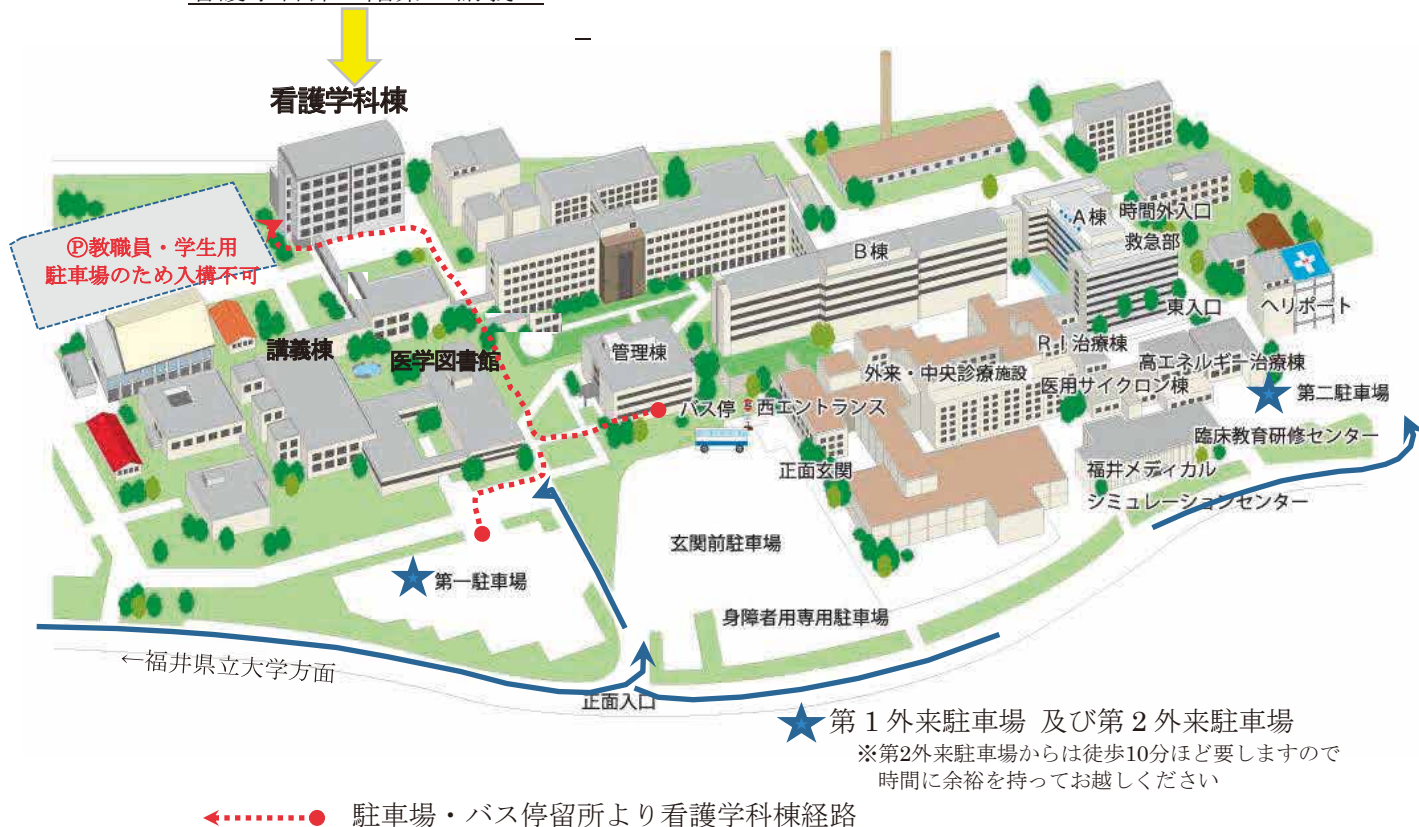 看護学科棟
Ⓟ教職員・学生用
駐車場のため入構不可
A棟
時間外入口
救急部
B棟
東入口
ヘリポート
講義棟
医学図書館
管理棟
R.I 治療棟
外来・中央診療施設
高エネルギー治療棟
医用サイクロン棟
第二駐車場
バス停
西エントランス
臨床教育研修センター
正面玄関
福井メディカル
シミュレーションセンター
玄関前駐車場
第一駐車場
身障者用専用駐車場
←福井県立大学方面
正面入口
第1外来駐車場 及び第2外来駐車場
※第2外来駐車場からは徒歩10分ほど要しますので
時間に余裕を持ってお越しください
駐車場・バス停留所より看護学科棟経路